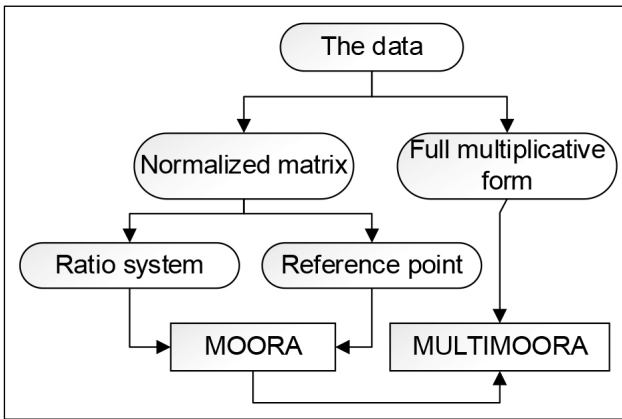 The data
Normalized matrix
Full multiplicative
form
Ratio system
Reference point
MOORA
MULTIMOORA